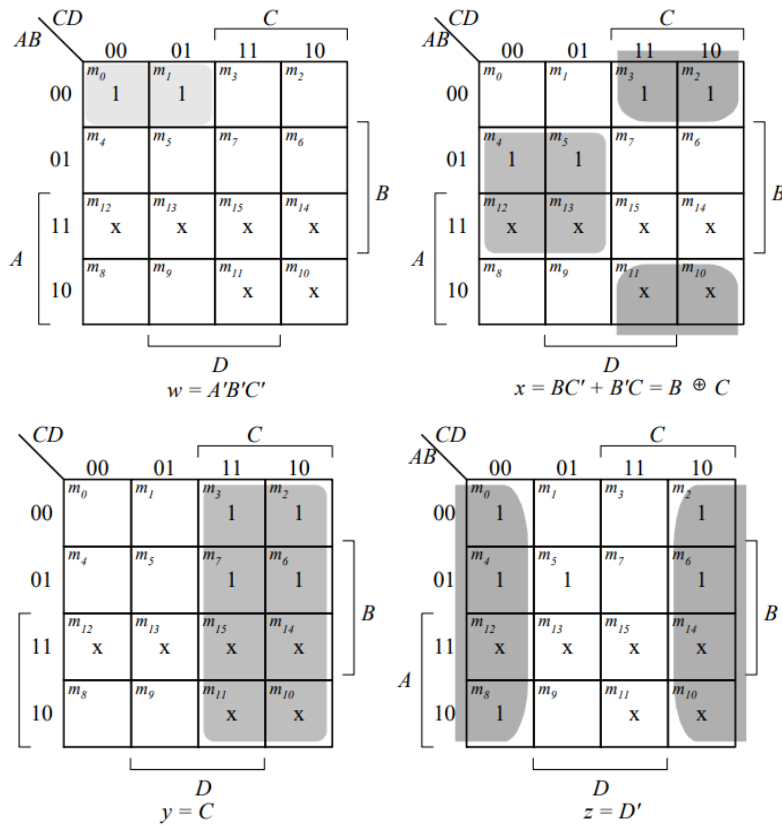 CD C CD C
AB 00 01 11 10 AB 00 01 11 10
00 m0 1 m1 1 m3 m2 00 m0 m1 m3 1 m2 1
01 m4 m5 m7 m6 B 01 m4 1 m5 1 m7 m6 B
A 11 m12 x m13 x m15 x m14 x A 11 m12 x m13 x m15 x m14 x
10 m8 m9 m11 x m10 x 10 m8 m9 m11 x m10 x
D D
w = A'B'C' x = BC' + B'C = B ⊕ C
CD C CD C
00 01 11 10 AB 00 01 11 10
00 m0 m1 m3 1 m2 1 00 m0 1 m1 m3 m2 1
01 m4 m5 m7 1 m6 1 B 01 m4 1 m5 1 m7 m6 1 B
11 m12 x m13 x m15 x m14 x A 11 m12 x m13 x m15 x m14 x
10 m8 m9 m11 x m10 x 10 m8 1 m9 m11 x m10 x
D D
y = C z = D'